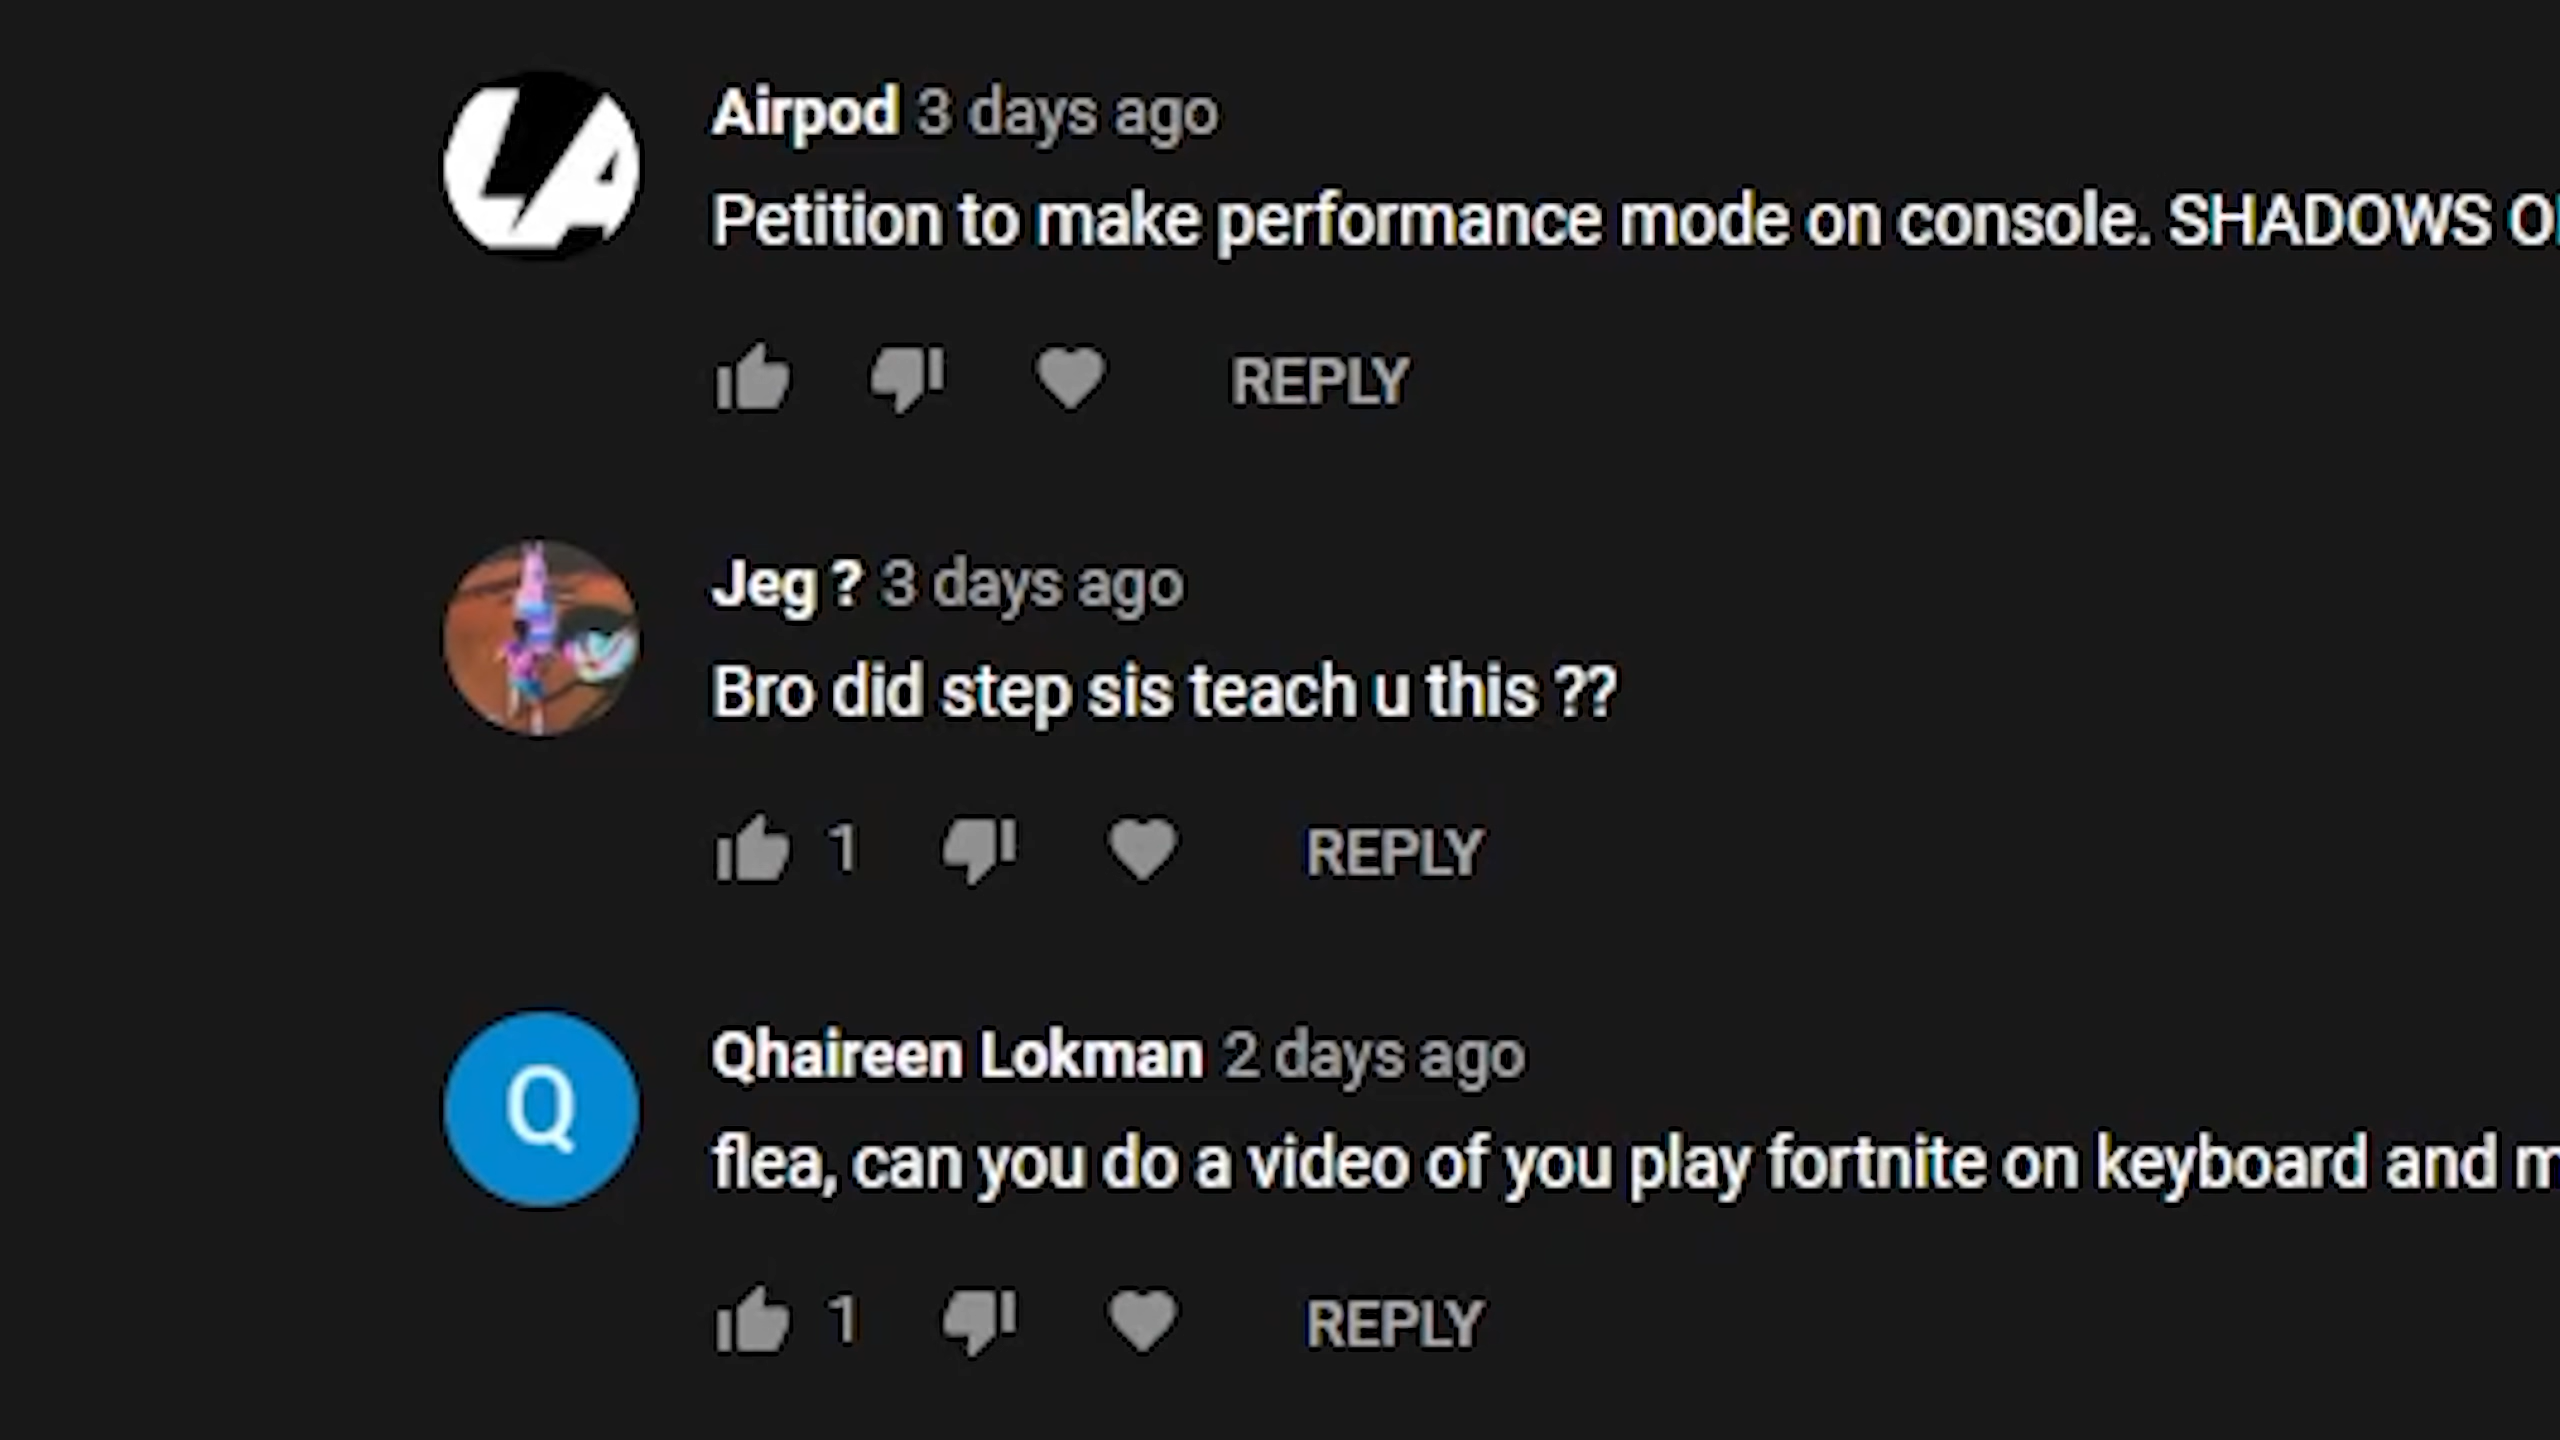 LA
Airpod 3 days ago
Petition to make performance mode on console. SHADOWS
REPLY
Jeg ? 3 days ago
Bro did step sis teach u this ??
1 REPLY
Q
Qhaireen Lokman 2 days ago
flea, can you do a video of you play fortnite on keyboard and
1 REPLY